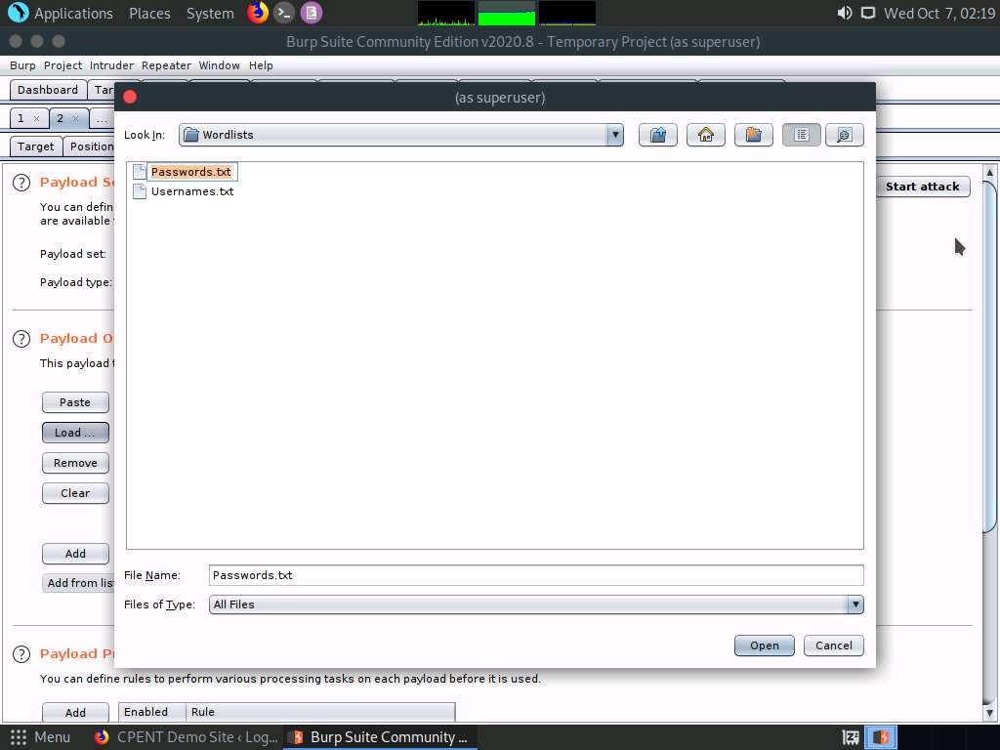 Applications Places System Wed Oct 7, 02:19
Burp Suite Community Edition v2020.8 - Temporary Project (as superuser)
Burp Project Intruder Repeater Window Help
Dashboard Tar
(as superuser)
1 × 2 × ...
Look In: Wordlists
Target Position
Passwords.txt
Usernames.txt
Payload Se
Start attack
You can defin
are available
Payload set:
Payload type:
Payload O
This payload t
Paste
Load ...
Remove
Clear
Add
Add from list
File Name: Passwords.txt
Files of Type: All Files
Open Cancel
Payload P
You can define rules to perform various processing tasks on each payload before it is used.
Add Enabled Rule
Menu CPENT Demo Site ‹ Log... Burp Suite Community ...